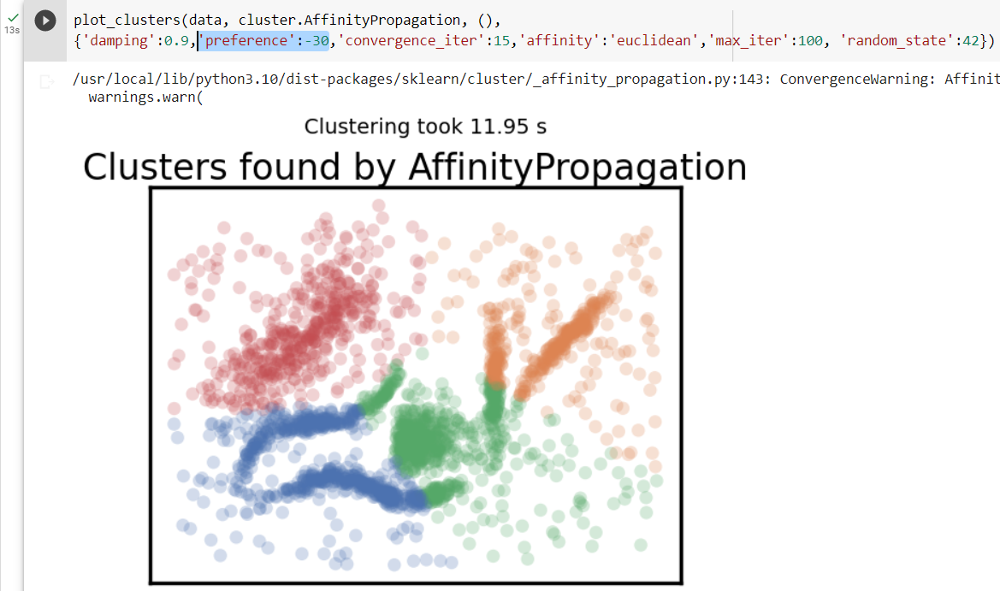 plot_clusters(data, cluster.AffinityPropagation, (),
{'damping':0.9,'preference':-30,'convergence_iter':15,'affinity':'euclidean','max_iter':100, 'random_state':42})
13s
/usr/local/lib/python3.10/dist-packages/sklearn/cluster/_affinity_propagation.py:143: ConvergenceWarning: Affinit
warnings.warn(
Clustering took 11.95 s
Clusters found by AffinityPropagation